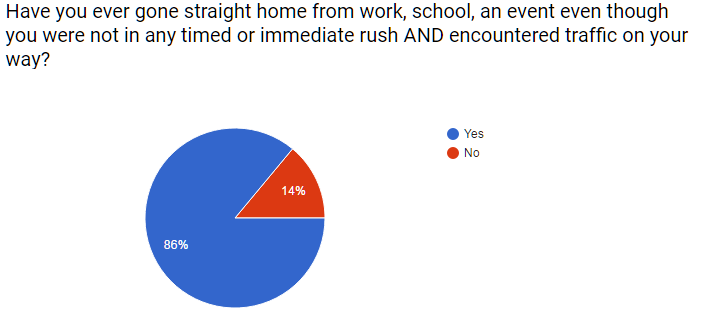 Have you ever gone straight home from work, school, an event even though
you were not in any timed or immediate rush AND encountered traffic on your
way?
Yes
No
14%
86%